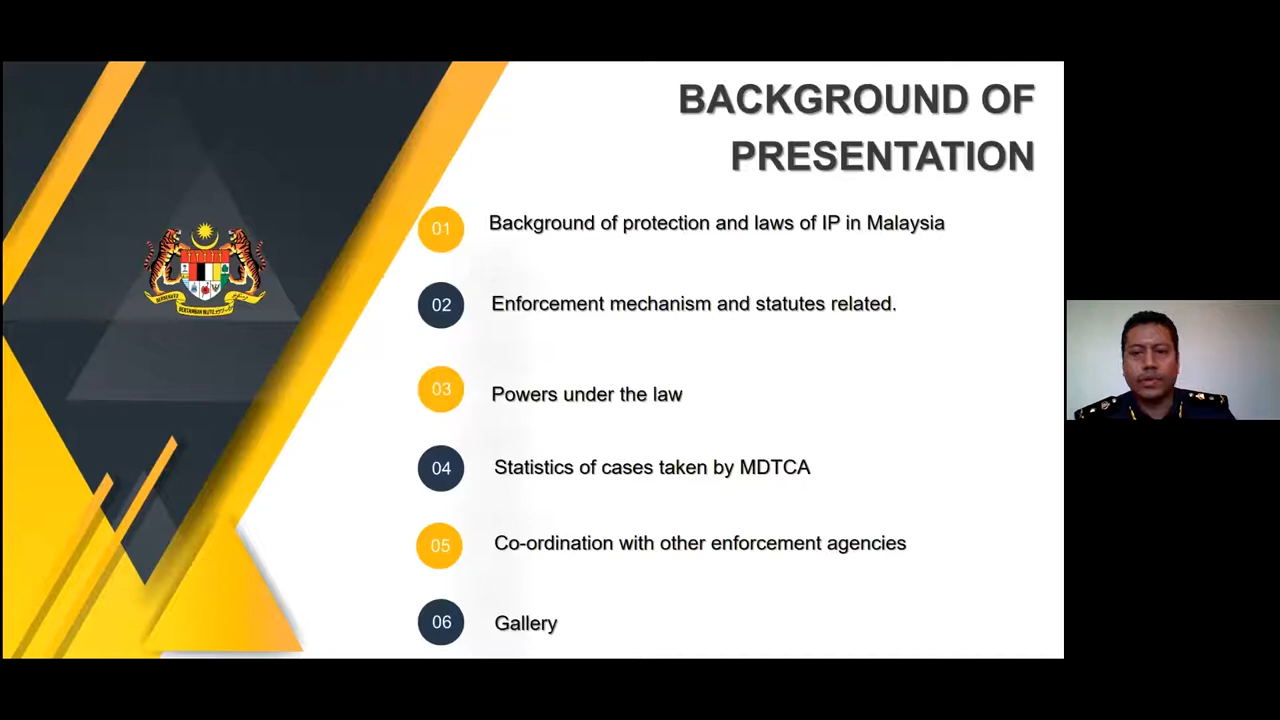 BACKGROUND OF
PRESENTATION
01 Background of protection and laws of IP in Malaysia
02 Enforcement mechanism and statutes related.
03 Powers under the law
04 Statistics of cases taken by MDTCA
05 Co-ordination with other enforcement agencies
06 Gallery